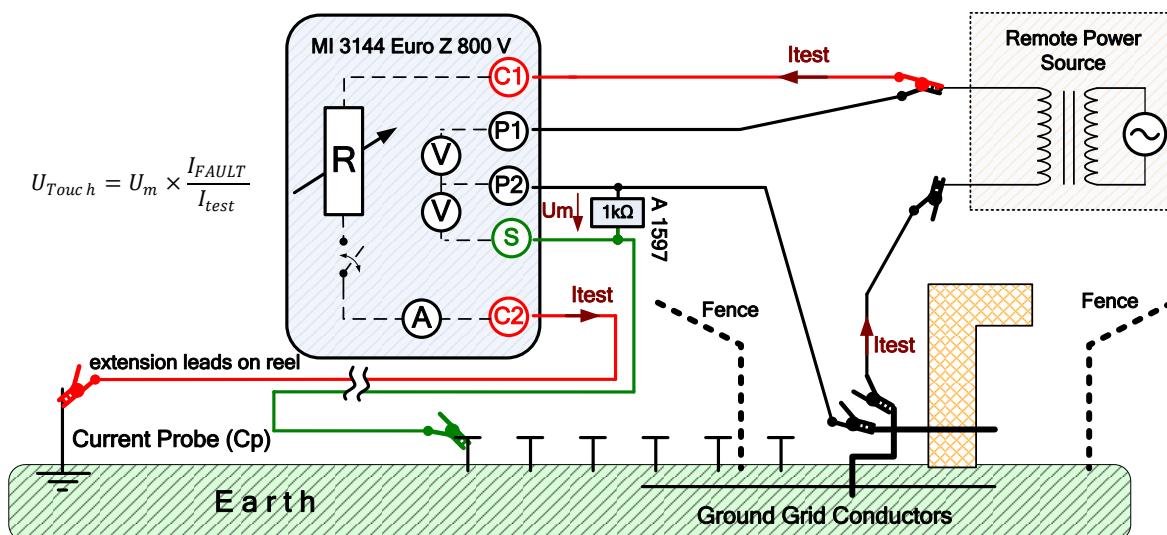 MI 3144 Euro Z 800 V
C1
P1
P2
S
C2
R
V
V
A
Um
1kΩ
A 1597
Itest
Itest
Itest
Remote Power
Source
U_Touch = U_m × I_FAULT / I_test
Fence
Fence
extension leads on reel
Current Probe (Cp)
Earth
Ground Grid Conductors